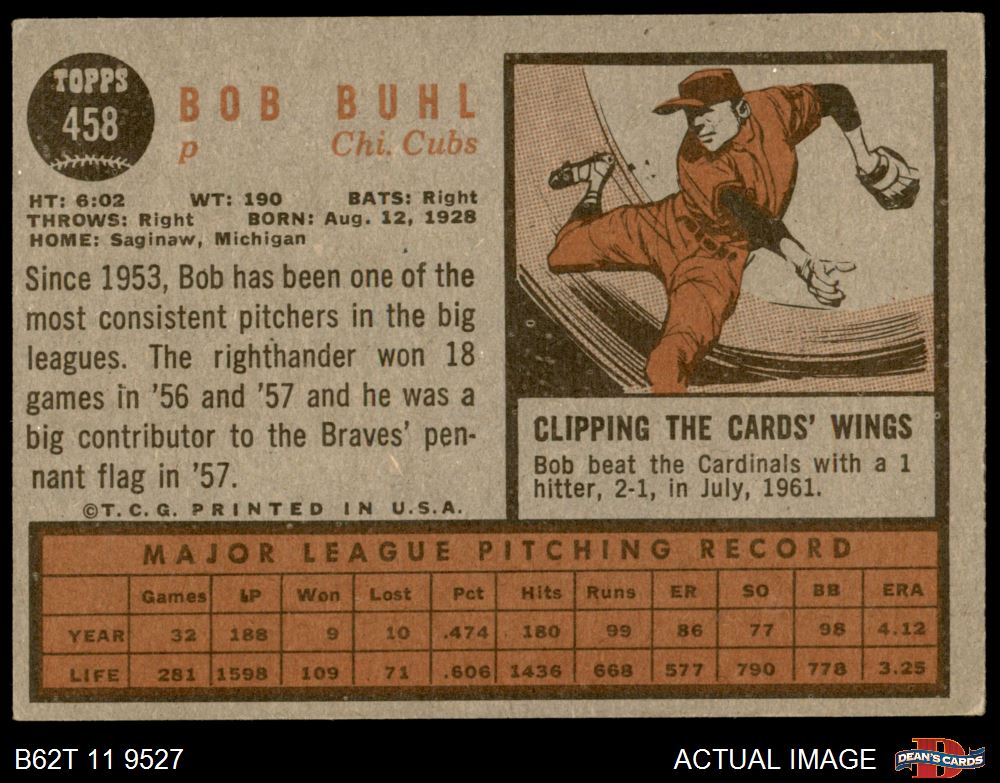 TOPPS
458
BOB BUHL
p Chi. Cubs
HT: 6:02 WT: 190 BATS: Right
THROWS: Right BORN: Aug. 12, 1928
HOME: Saginaw, Michigan
Since 1953, Bob has been one of the
most consistent pitchers in the big
leagues. The righthander won 18
games in '56 and '57 and he was a
big contributor to the Braves' pen-
nant flag in '57.
©T.C.G. PRINTED IN U.S.A.
CLIPPING THE CARDS' WINGS
Bob beat the Cardinals with a 1
hitter, 2-1, in July, 1961.
MAJOR LEAGUE PITCHING RECORD
Games IP Won Lost Pct Hits Runs ER SO BB ERA
YEAR 32 188 9 10 .474 180 99 86 77 98 4.12
LIFE 281 1598 109 71 .606 1436 668 577 790 778 3.25
B62T 11 9527 ACTUAL IMAGE
DEAN'S CARDS